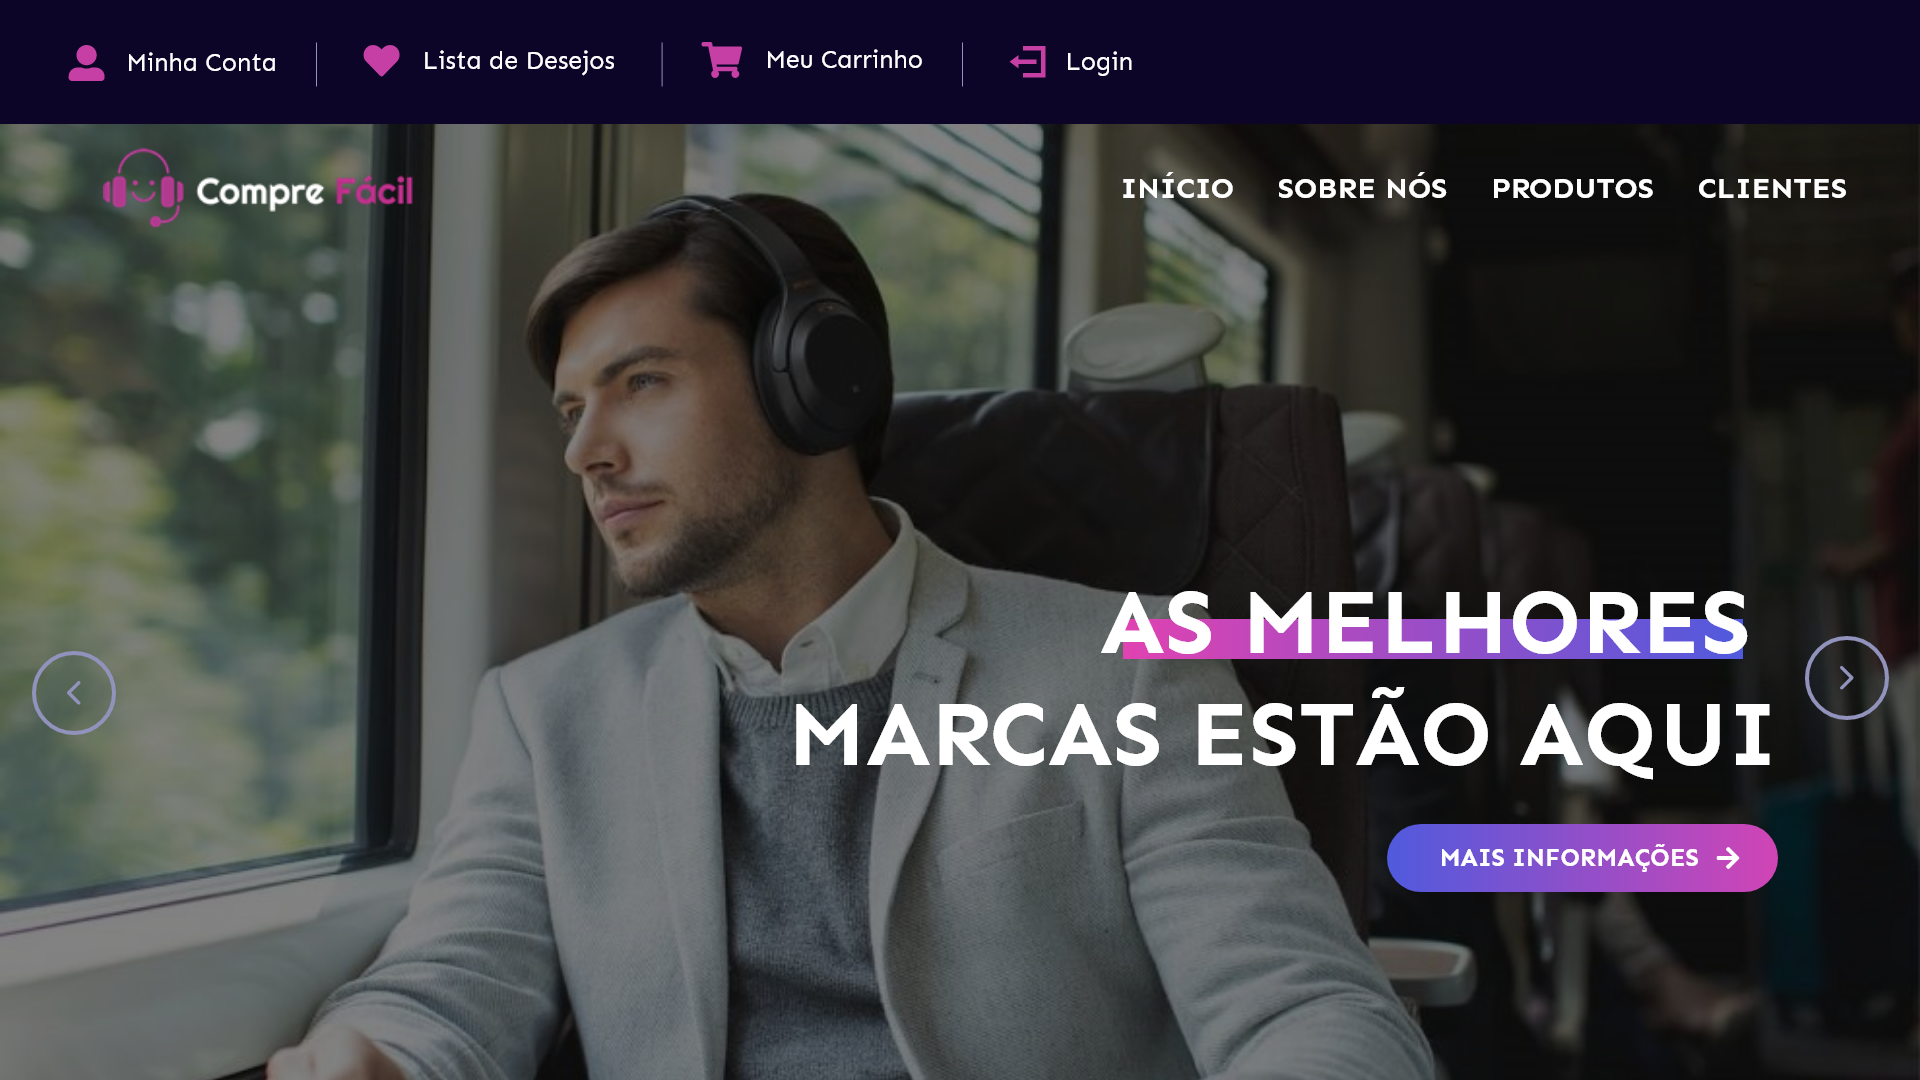 Minha Conta
Lista de Desejos
Meu Carrinho
Login
Compre Fácil
INÍCIO
SOBRE NÓS
PRODUTOS
CLIENTES
AS MELHORES
MARCAS ESTÃO AQUI
MAIS INFORMAÇÕES